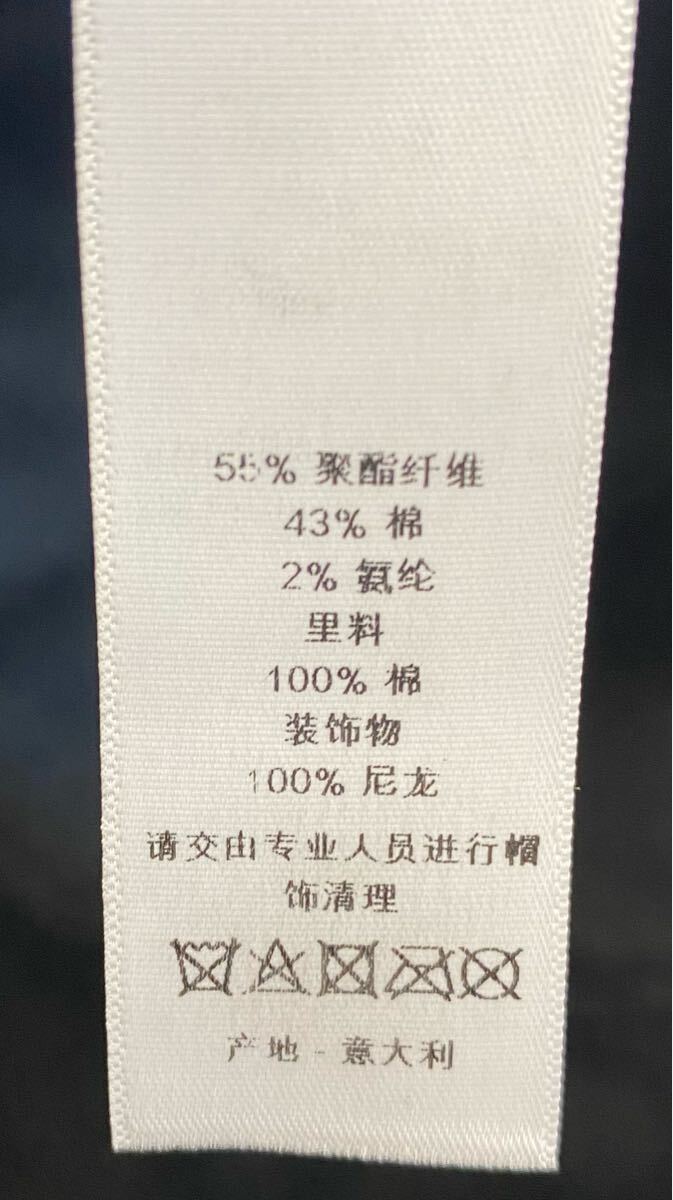 55% 聚酯纤维
43% 棉
2% 氨纶
里料
100% 棉
装饰物
100% 尼龙
请交由专业人员进行帽
饰清理
产地 - 意大利